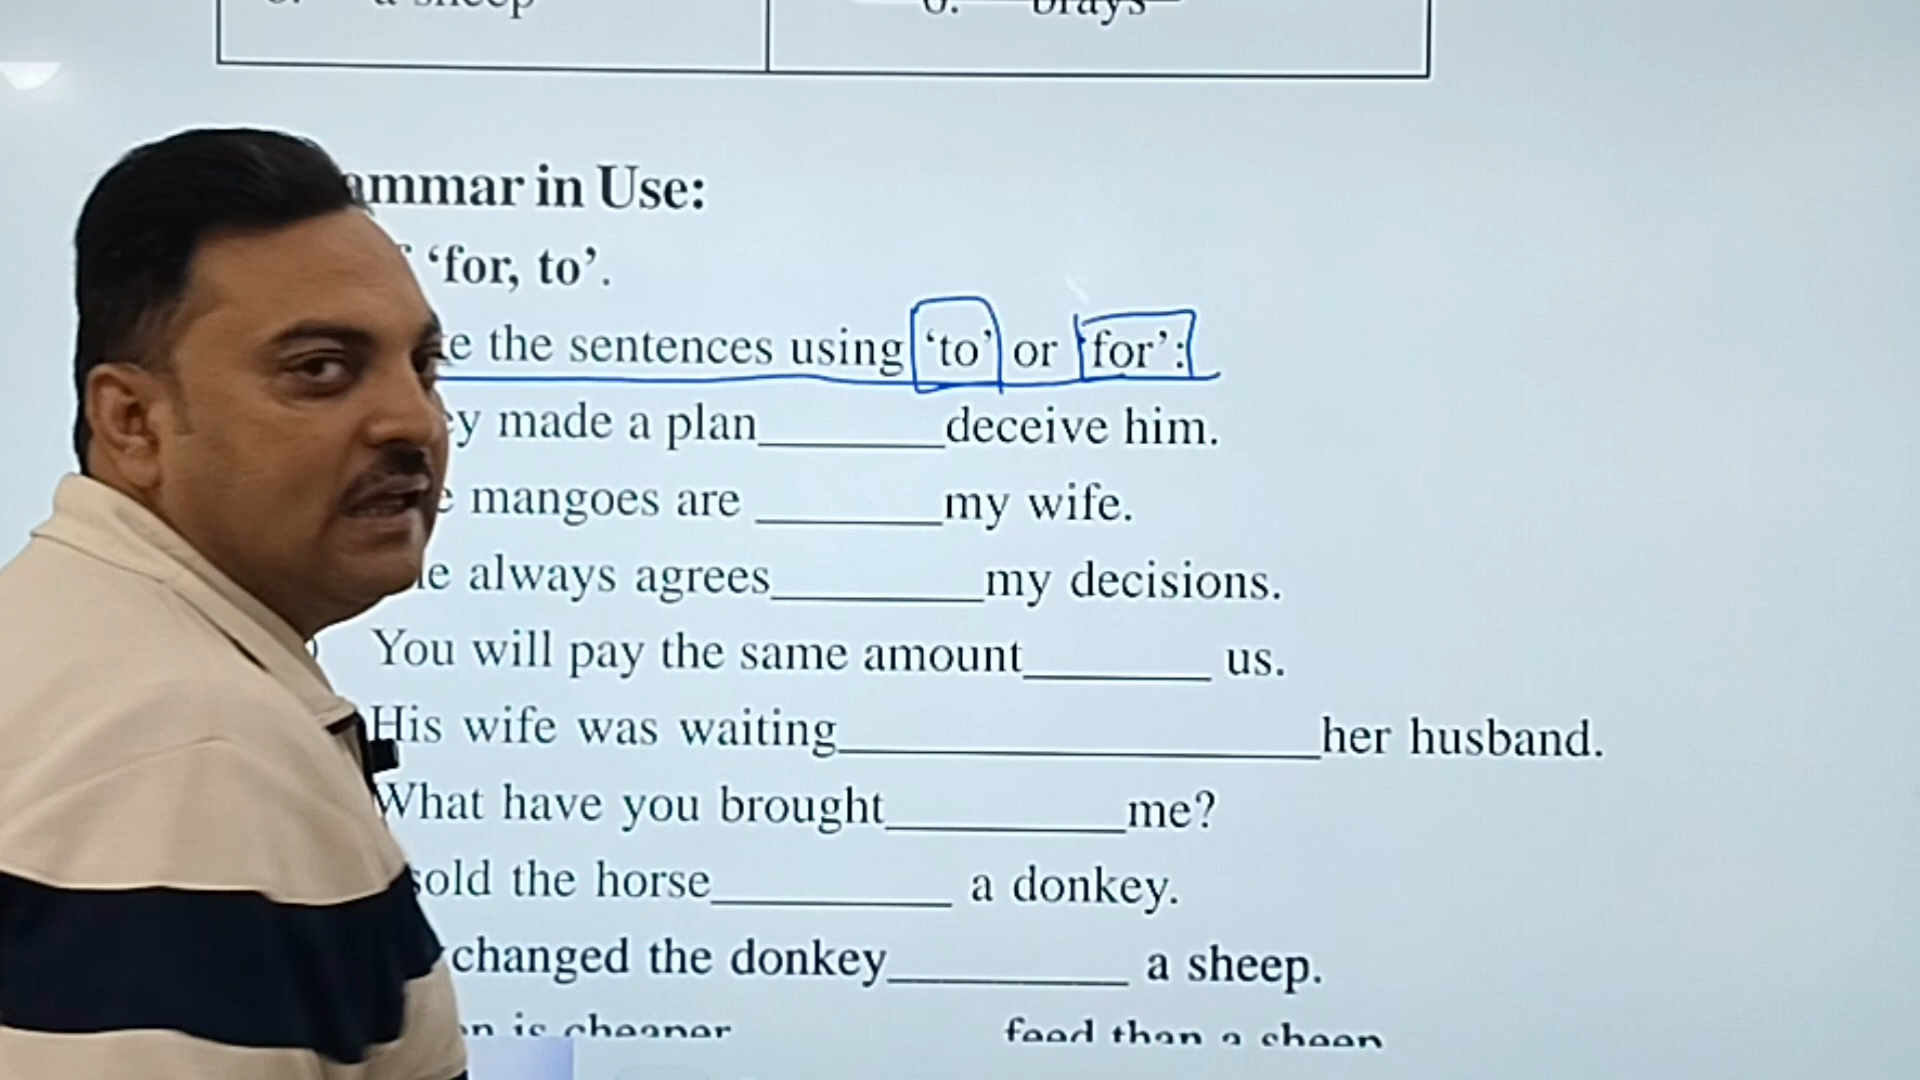 a sheep brays
in Use:
‘for, to’.
the sentences using ‘to’ or ‘for’:
made a plan_______deceive him.
mangoes are _______my wife.
always agrees________my decisions.
You will pay the same amount_______ us.
His wife was waiting__________________her husband.
What have you brought_________me?
sold the horse_________ a donkey.
changed the donkey_________ a sheep.
is cheaper feed than a sheep